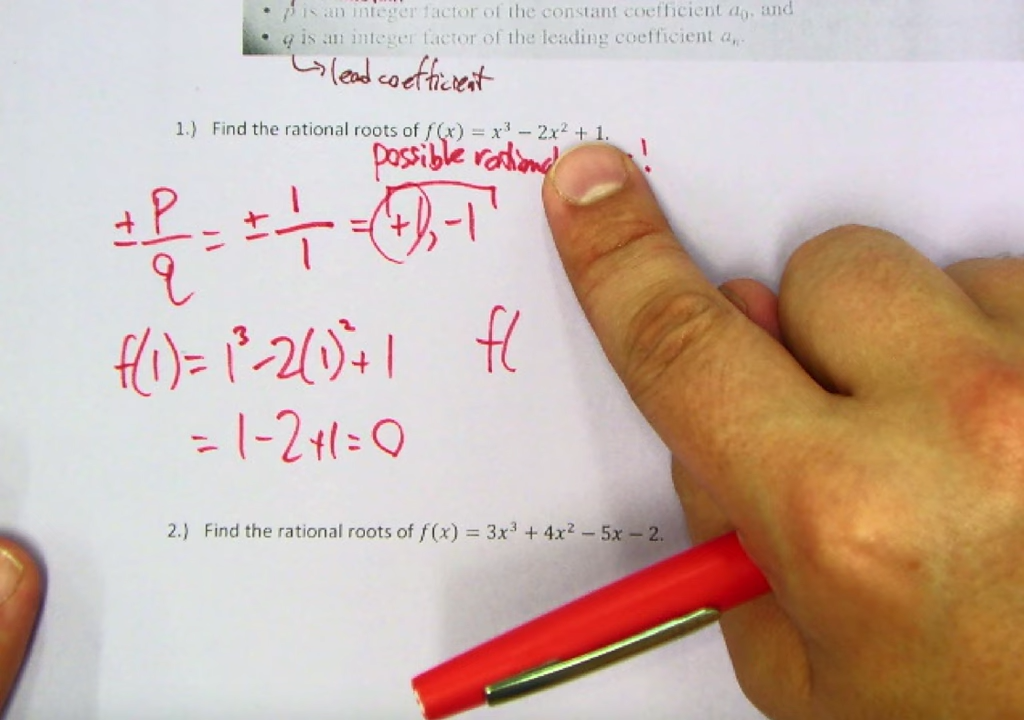 • p is an integer factor of the constant coefficient a₀, and
• q is an integer factor of the leading coefficient aₙ.
↳ lead coefficient
1.) Find the rational roots of f(x) = x³ − 2x² + 1.
possible rational !
± p/q = ± 1/1 = +1, -1
f(1) = 1³ - 2(1)² + 1 f(
= 1 - 2 + 1 = 0
2.) Find the rational roots of f(x) = 3x³ + 4x² − 5x − 2.